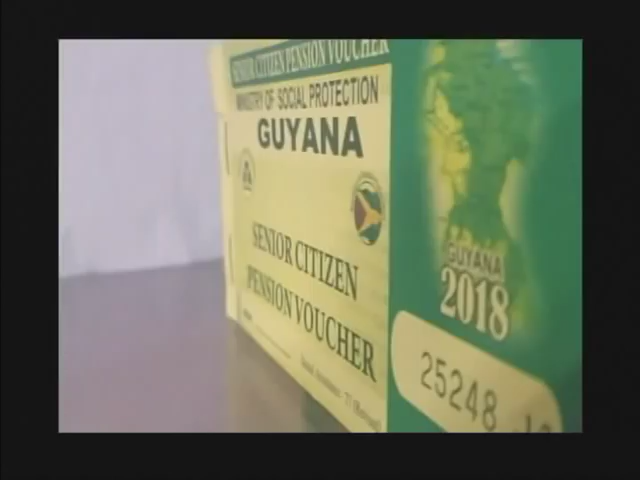 SENIOR CITIZEN PENSION VOUCHER
MINISTRY OF SOCIAL PROTECTION
GUYANA
SENIOR CITIZEN
PENSION VOUCHER
GUYANA
2018
25248